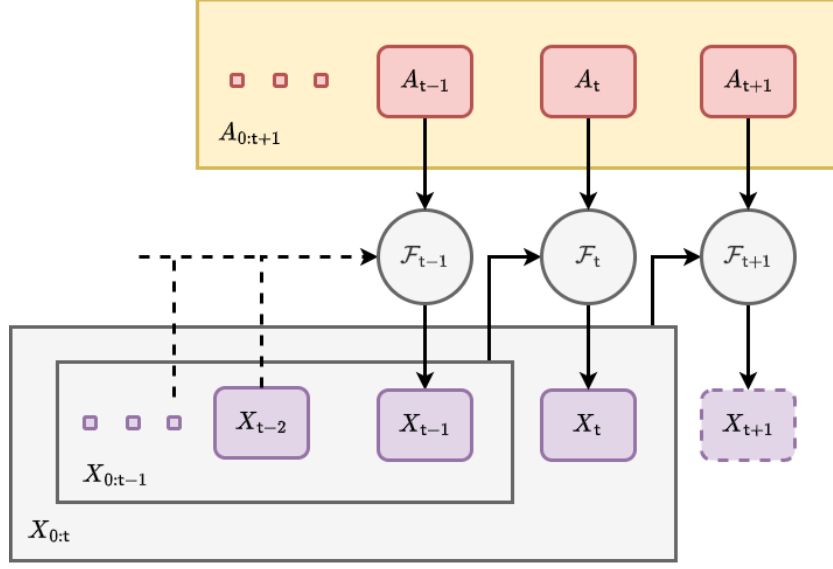 A_{t−1} A_t A_{t+1}
A_{0:t+1}
ℱ_{t−1} ℱ_t ℱ_{t+1}
X_{t−2} X_{t−1} X_t X_{t+1}
X_{0:t−1}
X_{0:t}